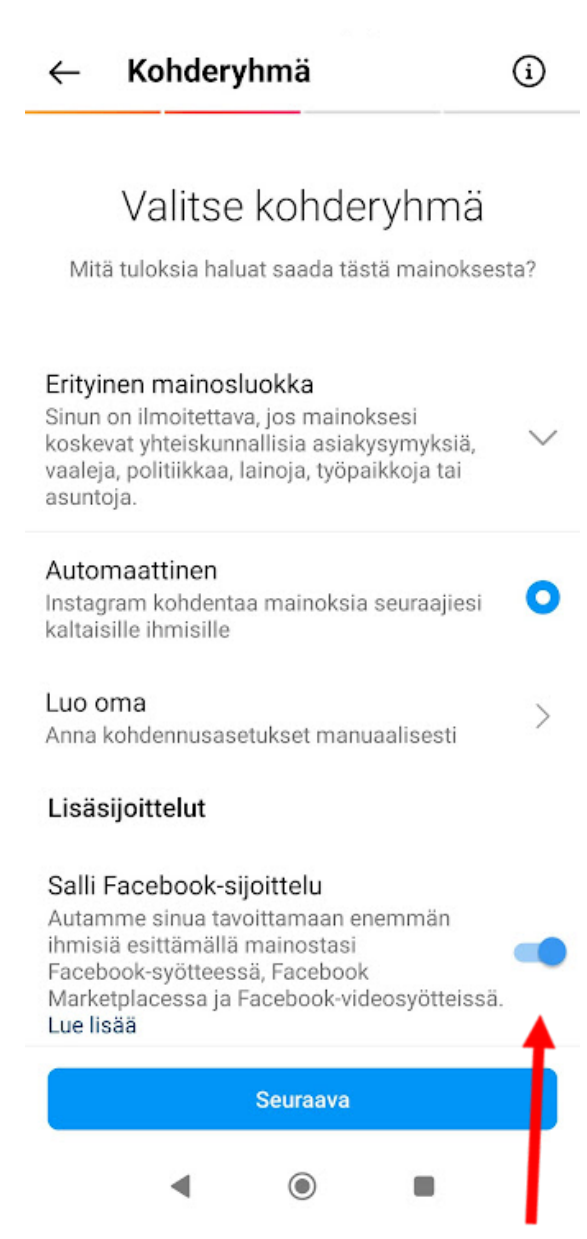 Kohderyhmä
Valitse kohderyhmä
Mitä tuloksia haluat saada tästä mainoksesta?
Erityinen mainosluokka
Sinun on ilmoitettava, jos mainoksesi
koskevat yhteiskunnallisia asiakysymyksiä,
vaaleja, politiikkaa, lainoja, työpaikkoja tai
asuntoja.
Automaattinen
Instagram kohdentaa mainoksia seuraajiesi
kaltaisille ihmisille
Luo oma
Anna kohdennusasetukset manuaalisesti
Lisäsijoittelut
Salli Facebook-sijoittelu
Autamme sinua tavoittamaan enemmän
ihmisiä esittämällä mainostasi
Facebook-syötteessä, Facebook
Marketplacessa ja Facebook-videosyötteissä.
Lue lisää
Seuraava